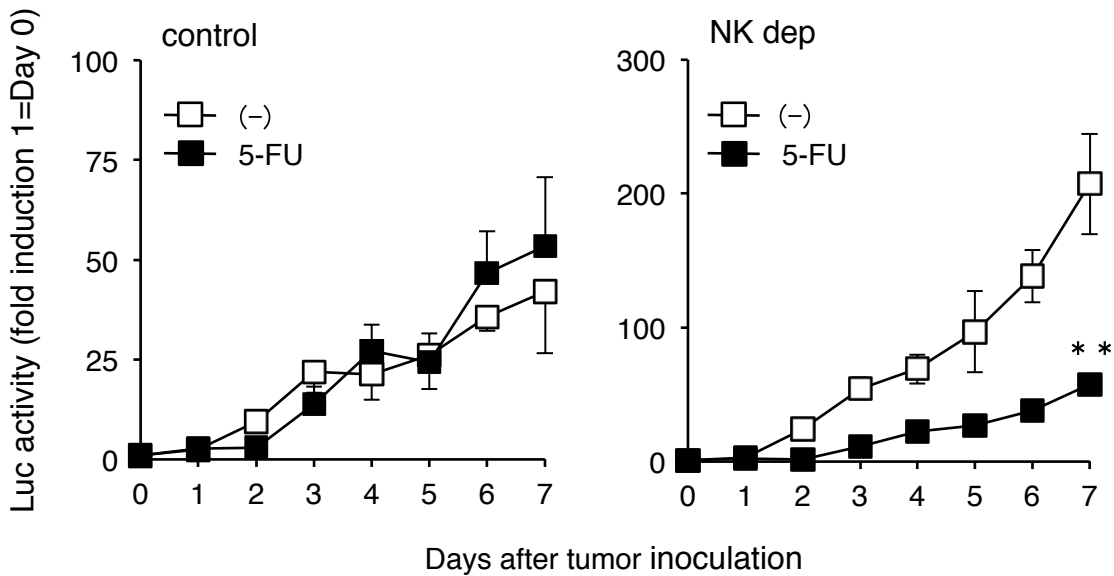 Luc activity (fold induction 1=Day 0)
control
100
75
50
25
0
(−)
5-FU
0 1 2 3 4 5 6 7
NK dep
300
200
100
0
(−)
5-FU
* *
0 1 2 3 4 5 6 7
Days after tumor inoculation